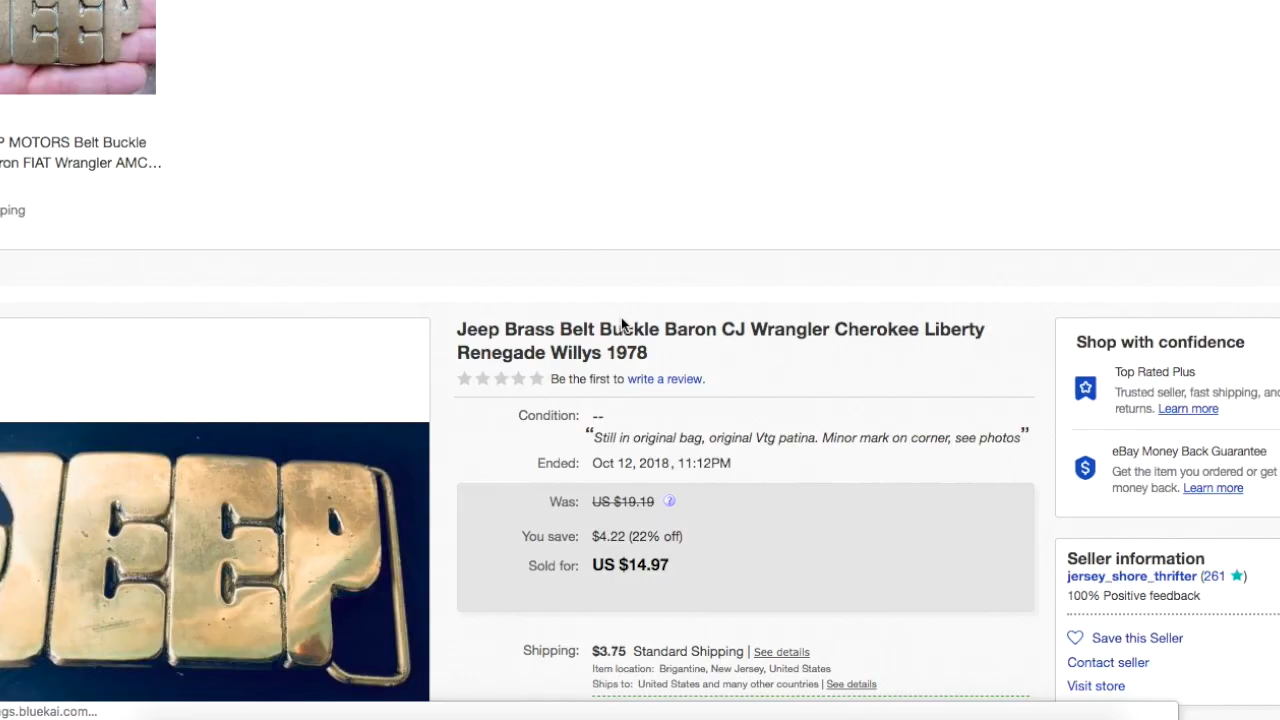 P MOTORS Belt Buckle
ron FIAT Wrangler AMC...
ping
Jeep Brass Belt Buckle Baron CJ Wrangler Cherokee Liberty
Renegade Willys 1978
Be the first to write a review.
Condition: --
“Still in original bag, original Vtg patina. Minor mark on corner, see photos”
Ended: Oct 12, 2018 , 11:12PM
Was: US $19.19
You save: $4.22 (22% off)
Sold for: US $14.97
Shipping: $3.75 Standard Shipping | See details
Item location: Brigantine, New Jersey, United States
Ships to: United States and many other countries | See details
Shop with confidence
Top Rated Plus
Trusted seller, fast shipping, and
returns. Learn more
eBay Money Back Guarantee
Get the item you ordered or get
money back. Learn more
Seller information
jersey_shore_thrifter (261 ★)
100% Positive feedback
Save this Seller
Contact seller
Visit store
EEP
EEP
gs.bluekai.com...